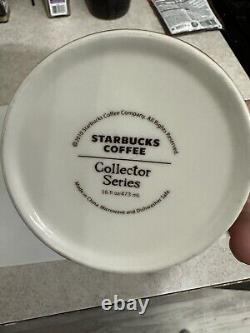 ©2010 Starbucks Coffee Company. All Rights Reserved.
STARBUCKS
COFFEE
Collector
Series
16 fl oz/473 mL
Made in China. Microwave and Dishwasher Safe.